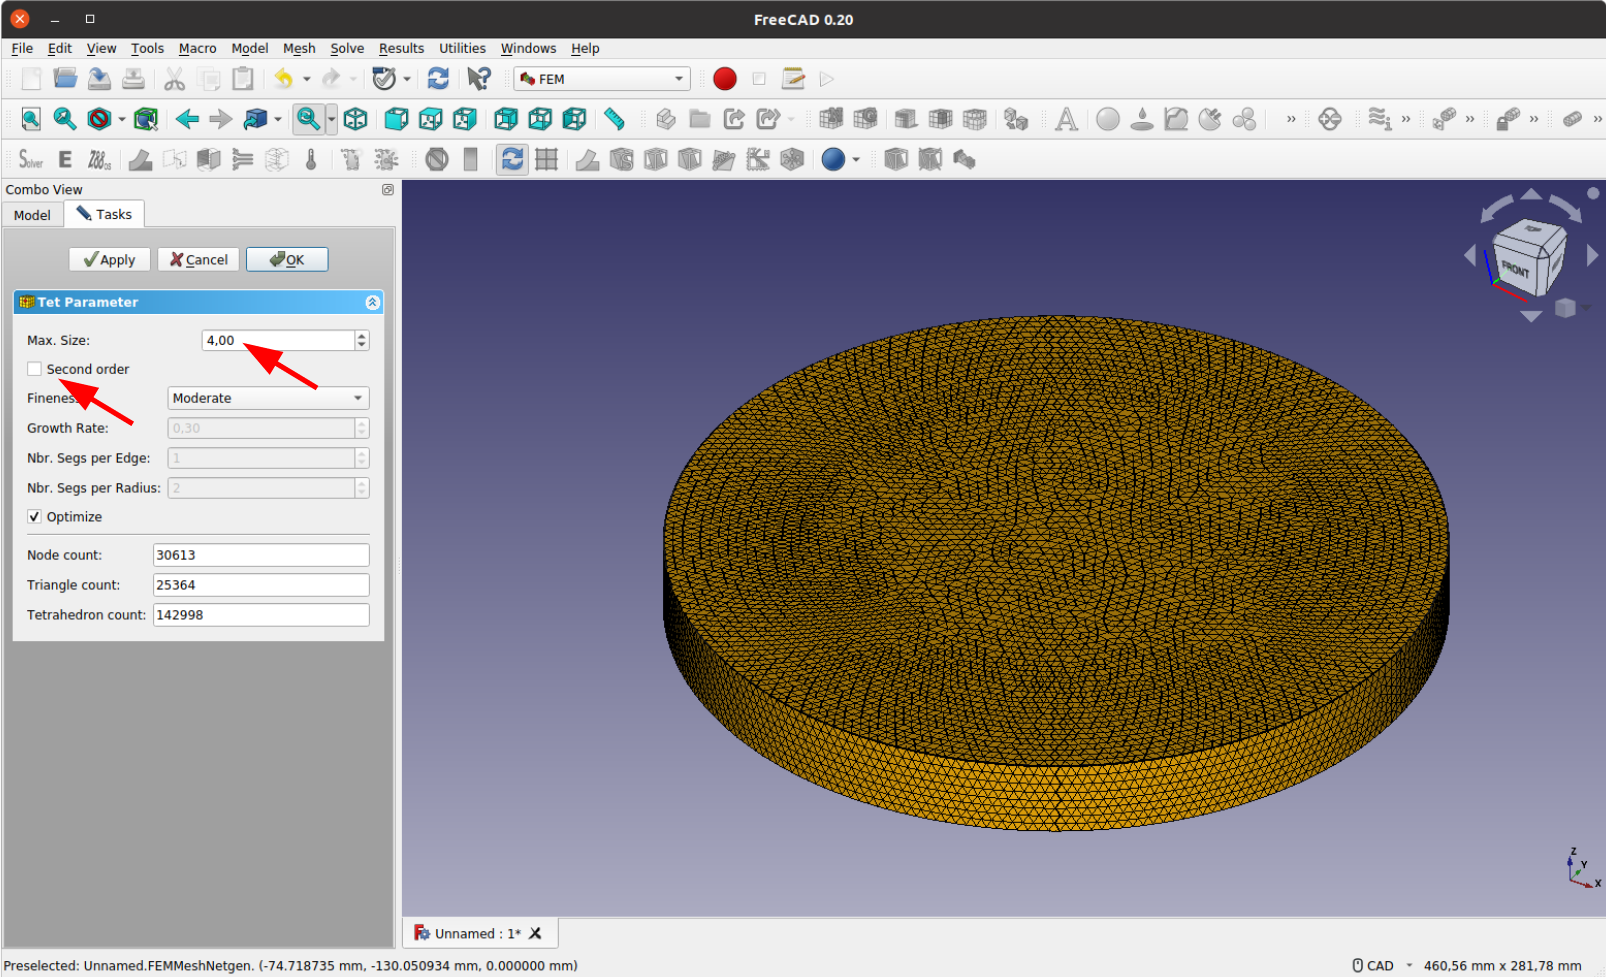 FreeCAD 0.20
File Edit View Tools Macro Model Mesh Solve Results Utilities Windows Help
FEM
Solver E
Combo View
Model Tasks
Apply Cancel OK
Tet Parameter
Max. Size: 4,00
Second order
Moderate
Growth Rate: 0,30
Nbr. Segs per Edge: 1
Nbr. Segs per Radius: 2
Optimize
Node count: 30613
Triangle count: 25364
Tetrahedron count: 142998
FRONT
Z
Y
X
Unnamed : 1*
Preselected: Unnamed.FEMMeshNetgen. (-74.718735 mm, -130.050934 mm, 0.000000 mm)
CAD 460,56 mm x 281,78 mm